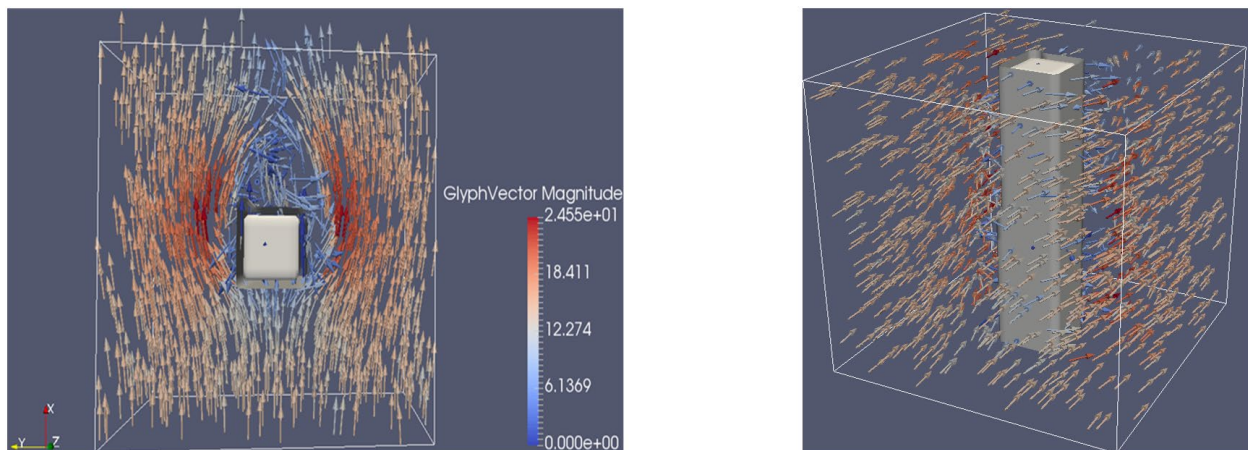 GlyphVector Magnitude
2.455e+01
18.411
12.274
6.1369
0.000e+00
X
Y
Z